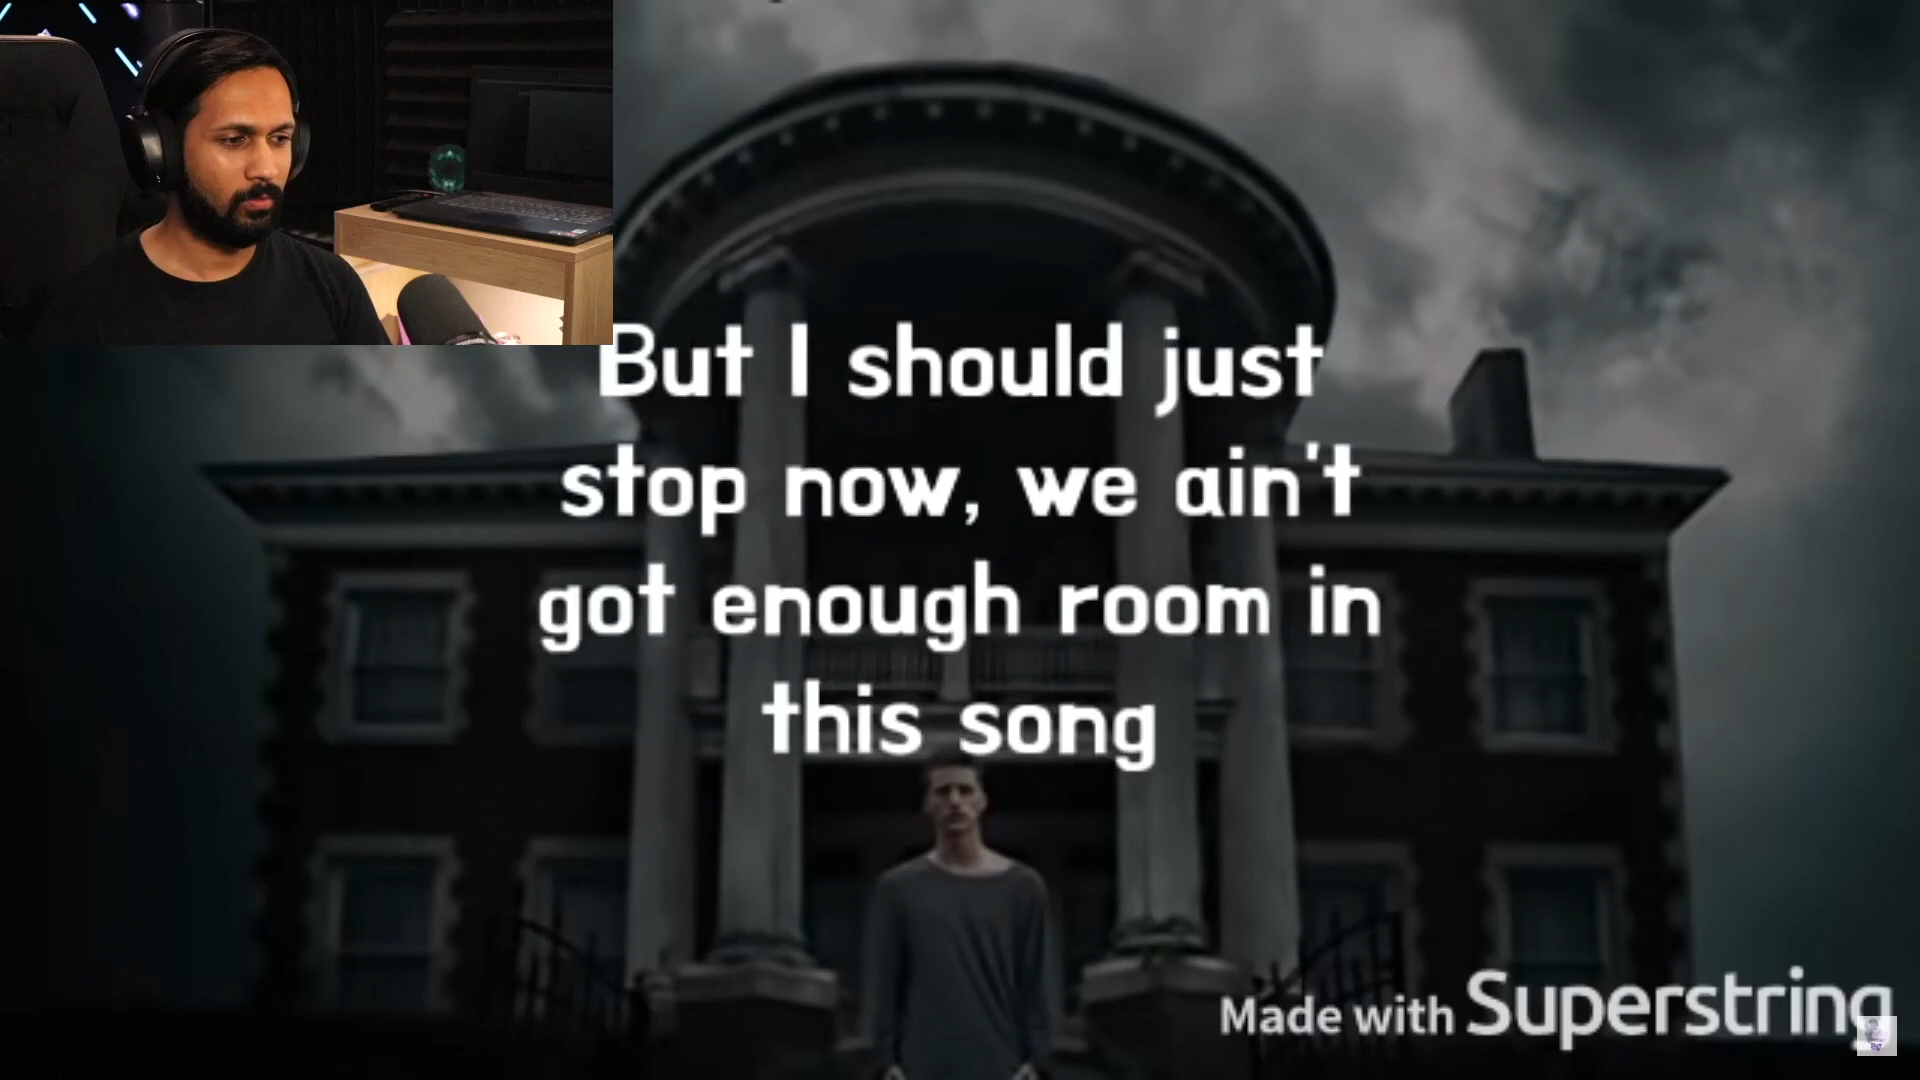 But I should just
stop now, we ain't
got enough room in
this song
Made with Superstring